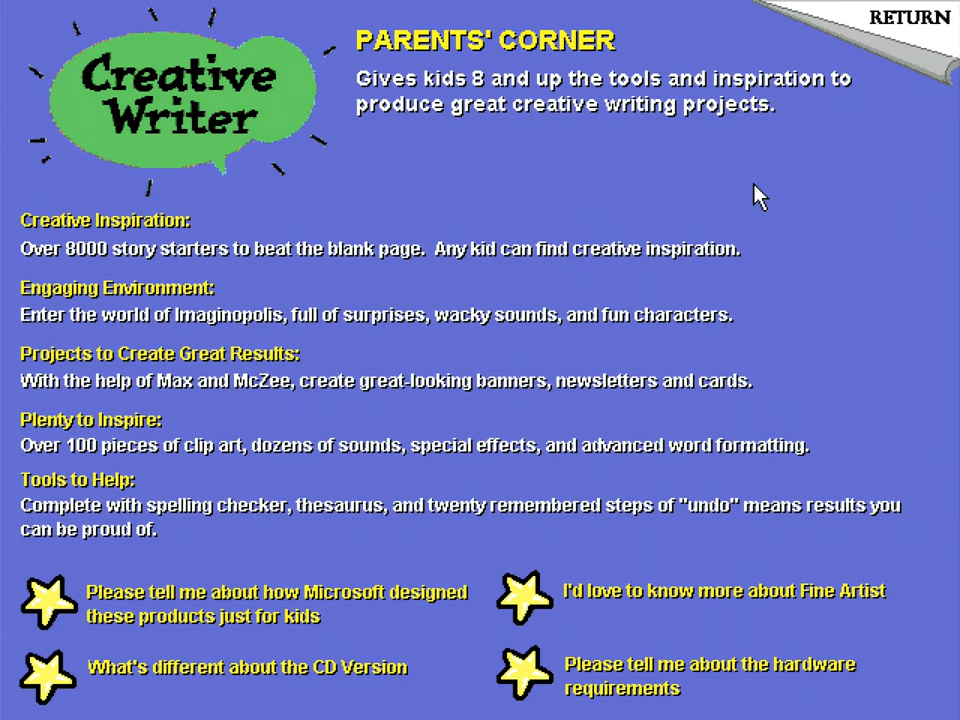 RETURN
Creative
Writer
PARENTS' CORNER
Gives kids 8 and up the tools and inspiration to
produce great creative writing projects.
Creative Inspiration:
Over 8000 story starters to beat the blank page.  Any kid can find creative inspiration.
Engaging Environment:
Enter the world of Imaginopolis, full of surprises, wacky sounds, and fun characters.
Projects to Create Great Results:
With the help of Max and McZee, create great-looking banners, newsletters and cards.
Plenty to Inspire:
Over 100 pieces of clip art, dozens of sounds, special effects, and advanced word formatting.
Tools to Help:
Complete with spelling checker, thesaurus, and twenty remembered steps of "undo" means results you
can be proud of.
Please tell me about how Microsoft designed
these products just for kids
I'd love to know more about Fine Artist
What's different about the CD Version
Please tell me about the hardware
requirements